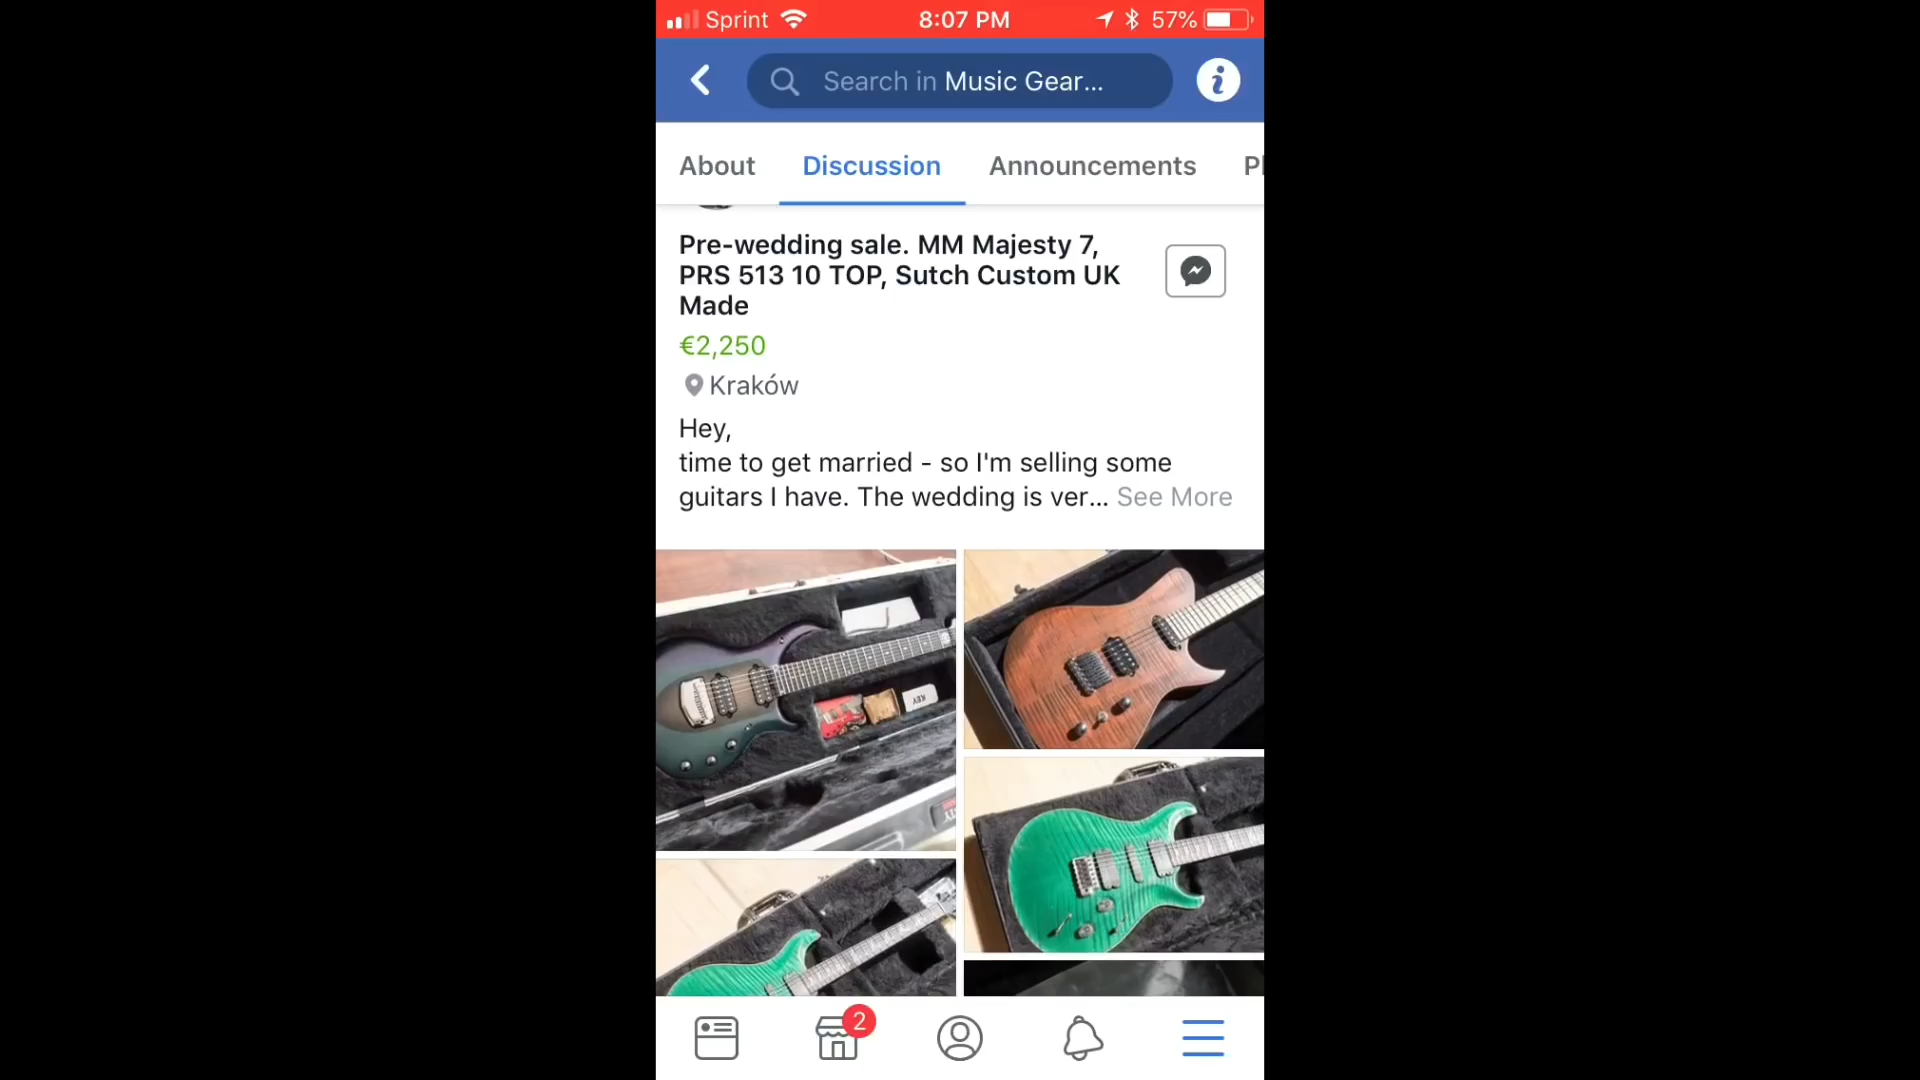 Sprint 8:07 PM 57%
Search in Music Gear...
About Discussion Announcements
Pre-wedding sale. MM Majesty 7,
PRS 513 10 TOP, Sutch Custom UK
Made
€2,250
Kraków
Hey,
time to get married - so I'm selling some
guitars I have. The wedding is ver... See More
KEY
2